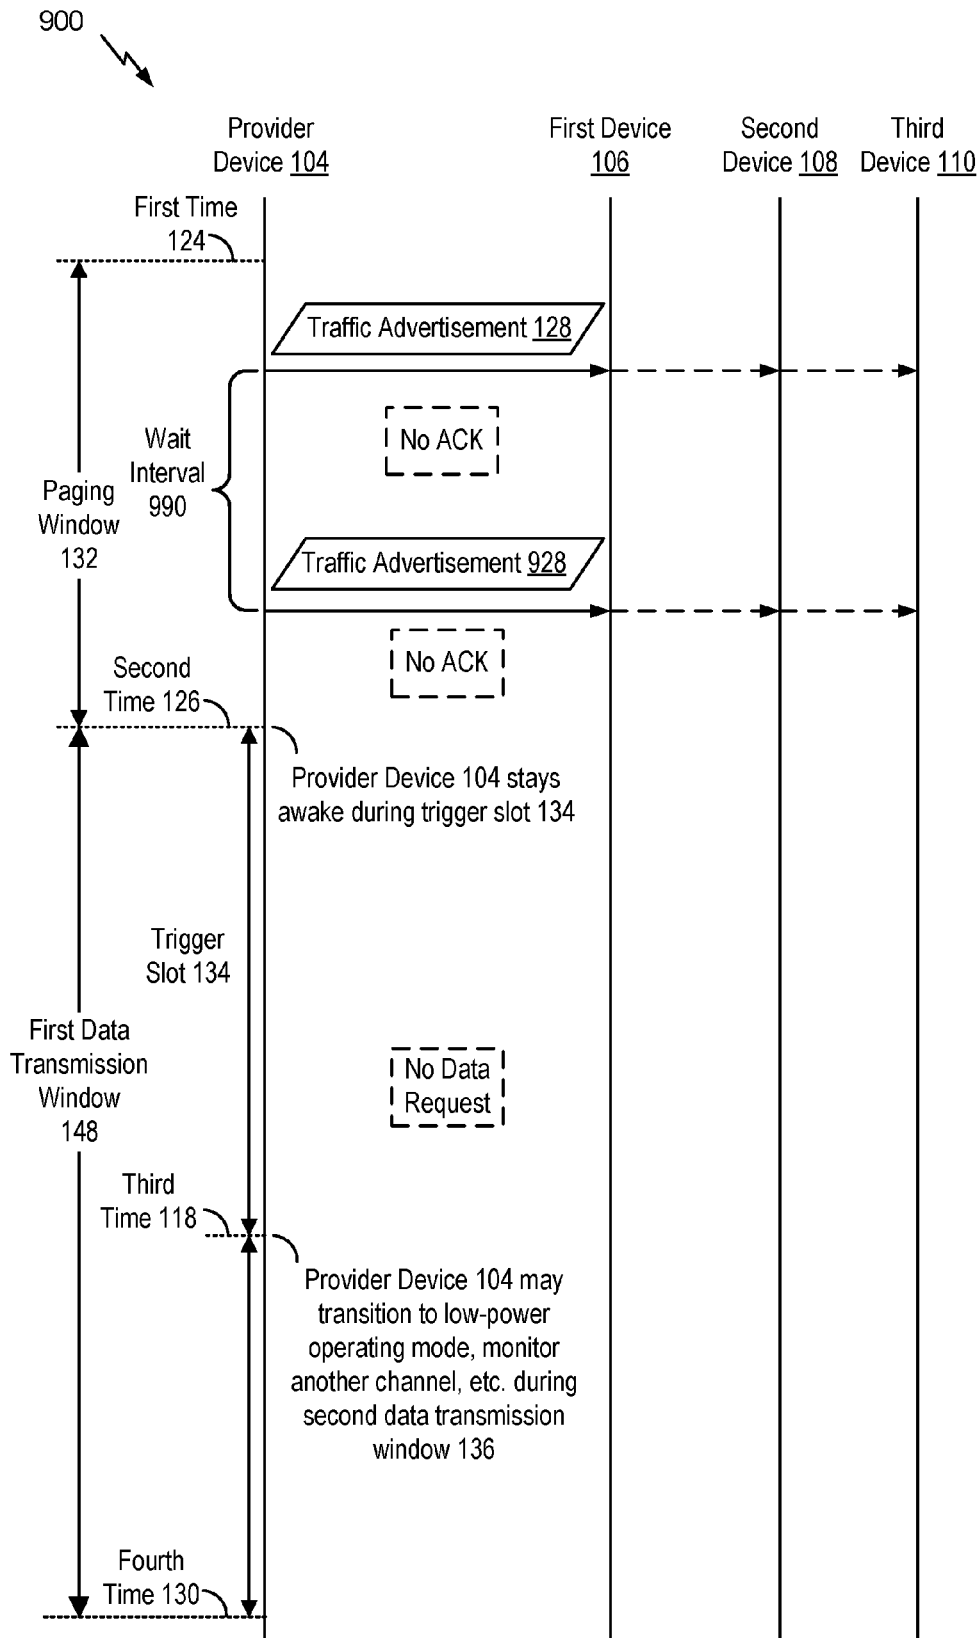 900
Provider
Device 104
First Device
106
Second
Device 108
Third
Device 110
First Time
124
Traffic Advertisement 128
No ACK
Wait
Interval
990
Paging
Window
132
Traffic Advertisement 928
No ACK
Second
Time 126
Provider Device 104 stays
awake during trigger slot 134
Trigger
Slot 134
First Data
Transmission
Window
148
No Data
Request
Third
Time 118
Provider Device 104 may
transition to low-power
operating mode, monitor
another channel, etc. during
second data transmission
window 136
Fourth
Time 130